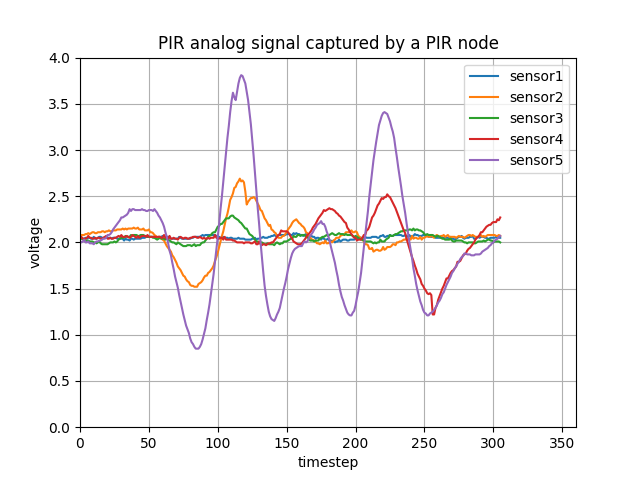 PIR analog signal captured by a PIR node
4.0
3.5
3.0
2.5
2.0
1.5
1.0
0.5
0.0
voltage
sensor1
sensor2
sensor3
sensor4
sensor5
0 50 100 150 200 250 300 350
timestep